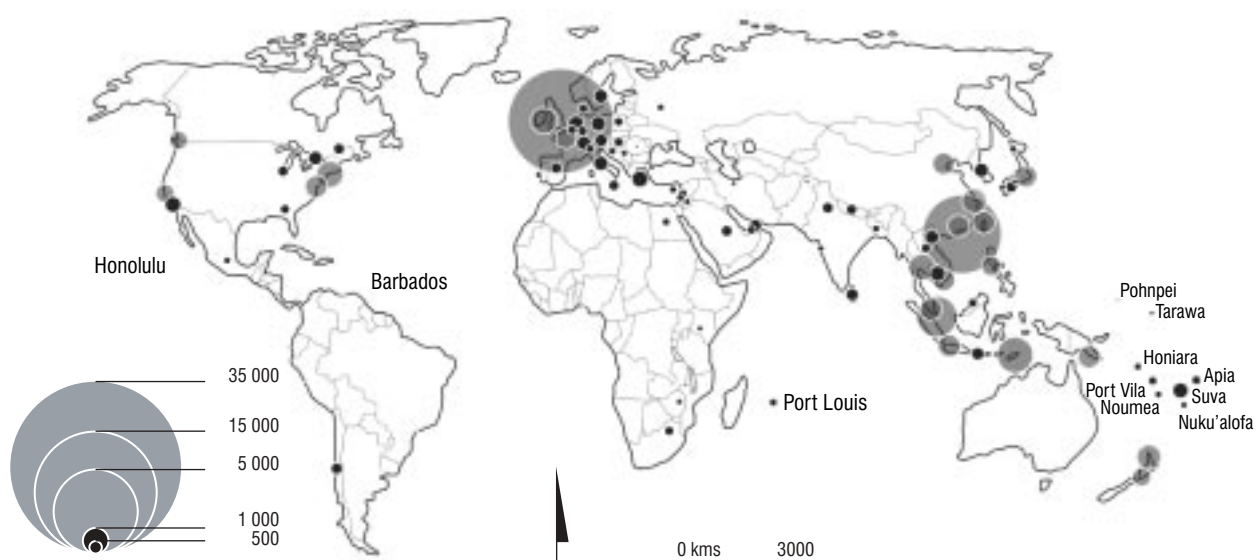 Honolulu
Barbados
Pohnpei
Tarawa
Honiara
Apia
Port Vila
Suva
Noumea
Nuku'alofa
Port Louis
35 000
15 000
5 000
1 000
500
0 kms 3000